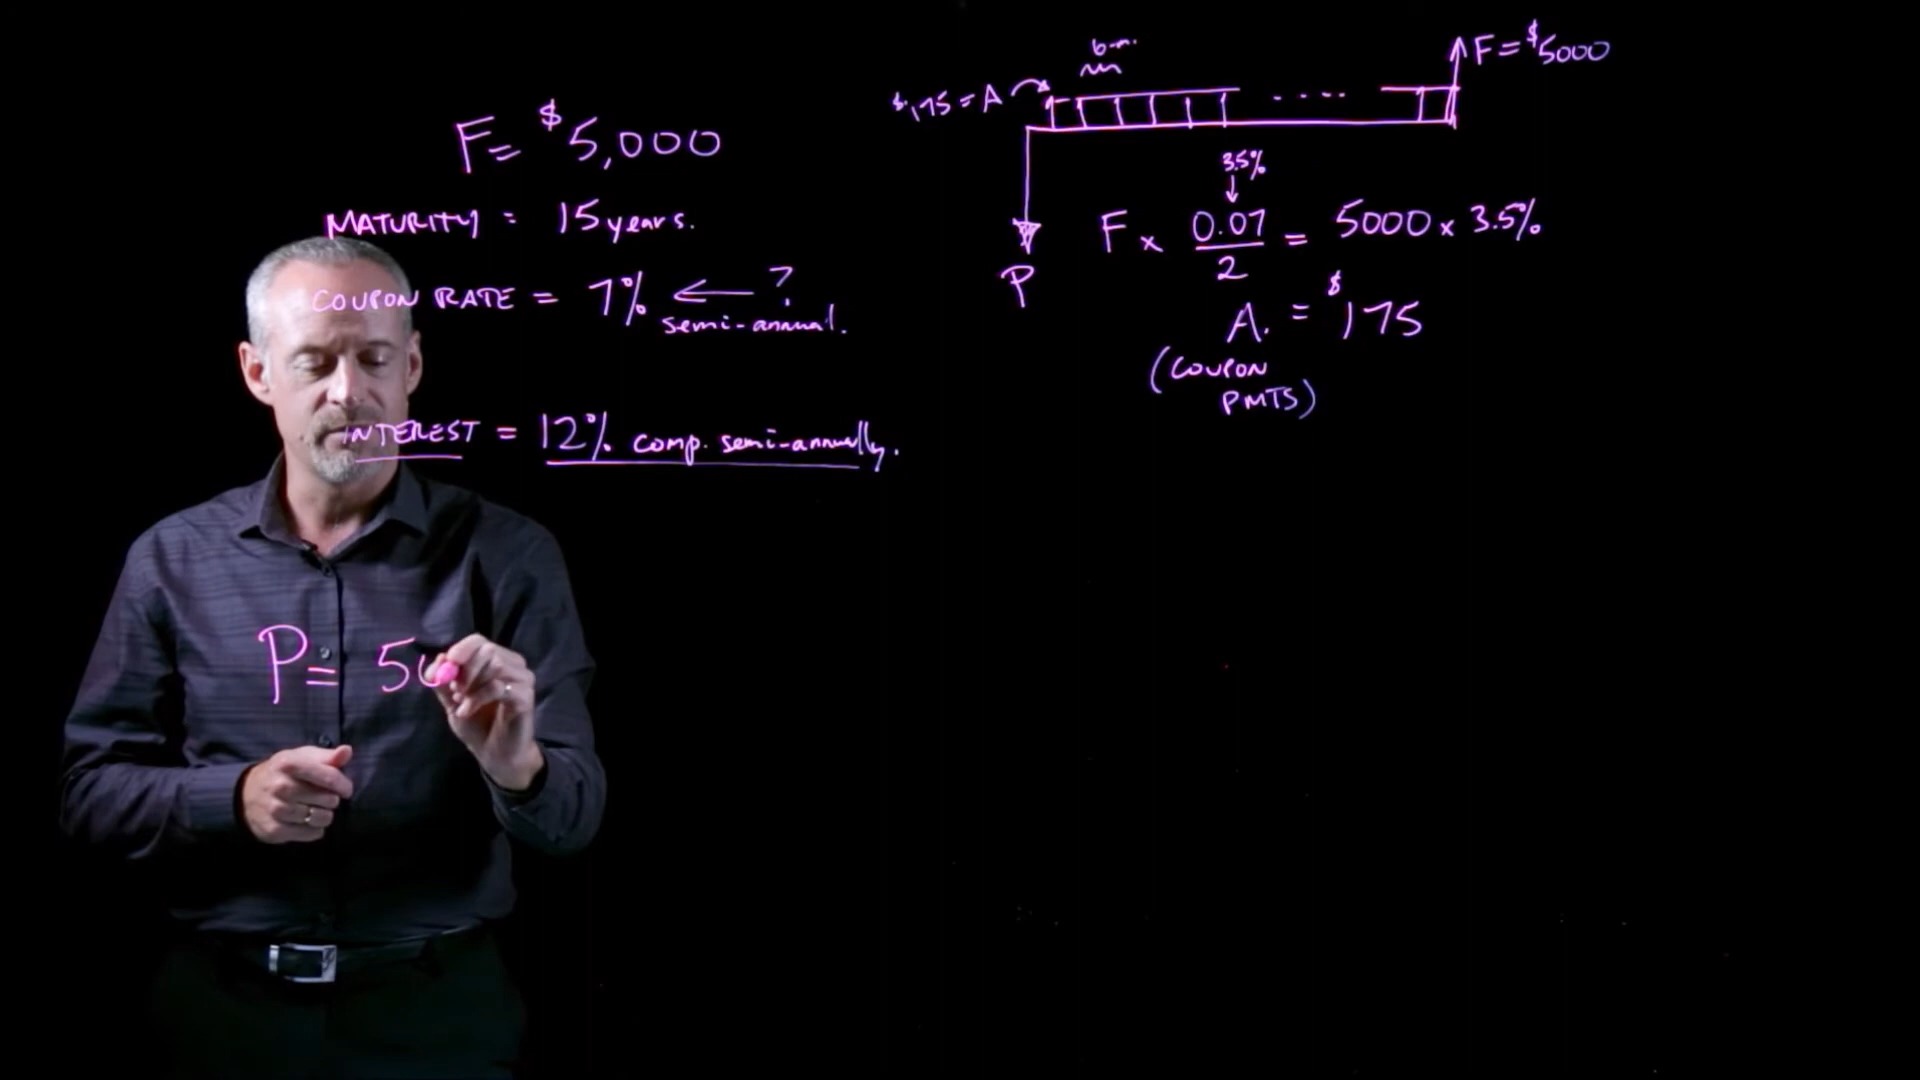 F = $5,000
MATURITY = 15 years.
COUPON RATE = 7% ← ?
semi-annual.
INTEREST = 12% comp. semi-annually.
P = 50
6-m.
$175 = A
F = $5000
P
3.5%
↓
F x 0.07 / 2 = 5000 x 3.5%
A. = $175
(COUPON
PMTS)